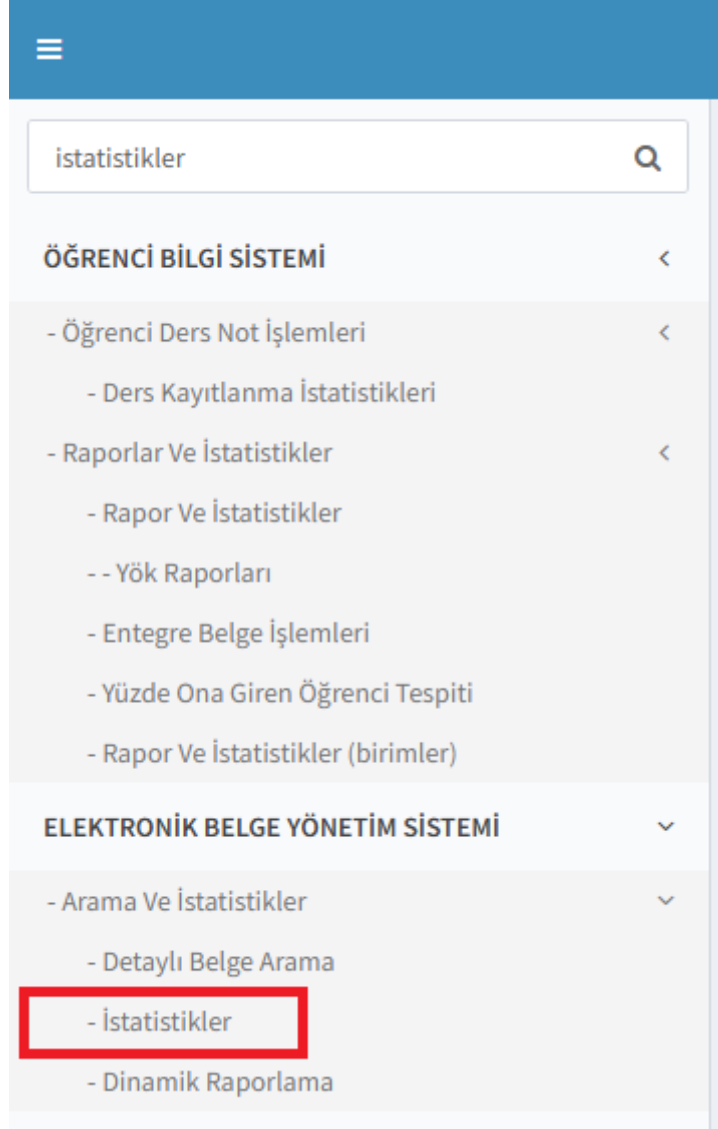 istatistikler
ÖĞRENCİ BİLGİ SİSTEMİ
- Öğrenci Ders Not İşlemleri
- Ders Kayıtlanma İstatistikleri
- Raporlar Ve İstatistikler
- Rapor Ve İstatistikler
- - Yök Raporları
- Entegre Belge İşlemleri
- Yüzde Ona Giren Öğrenci Tespiti
- Rapor Ve İstatistikler (birimler)
ELEKTRONİK BELGE YÖNETİM SİSTEMİ
- Arama Ve İstatistikler
- Detaylı Belge Arama
- İstatistikler
- Dinamik Raporlama